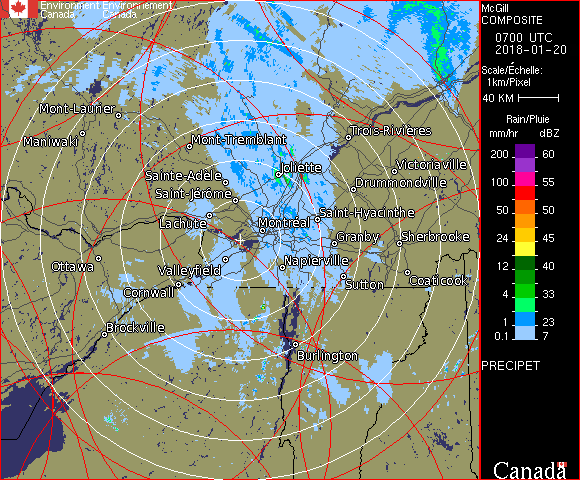 Environment Environnement
Canada Canada
McGill
COMPOSITE
0700 UTC
2018-01-20
Scale/Échelle:
1km/Pixel
40 KM
Rain/Pluie
mm/hr dBZ
200 60
100 55
50 50
24 45
12 40
4 33
1 23
0.1 7
PRECIPET
Canada
Mont-Laurier
Maniwaki
Mont-Tremblant
Trois-Rivières
Sainte-Adèle
Joliette
Victoriaville
Saint-Jérôme
Drummondville
Lachute
Montréal
Saint-Hyacinthe
Granby
Sherbrooke
Ottawa
Valleyfield
Napierville
Cornwall
Sutton
Coaticook
Brockville
Burlington